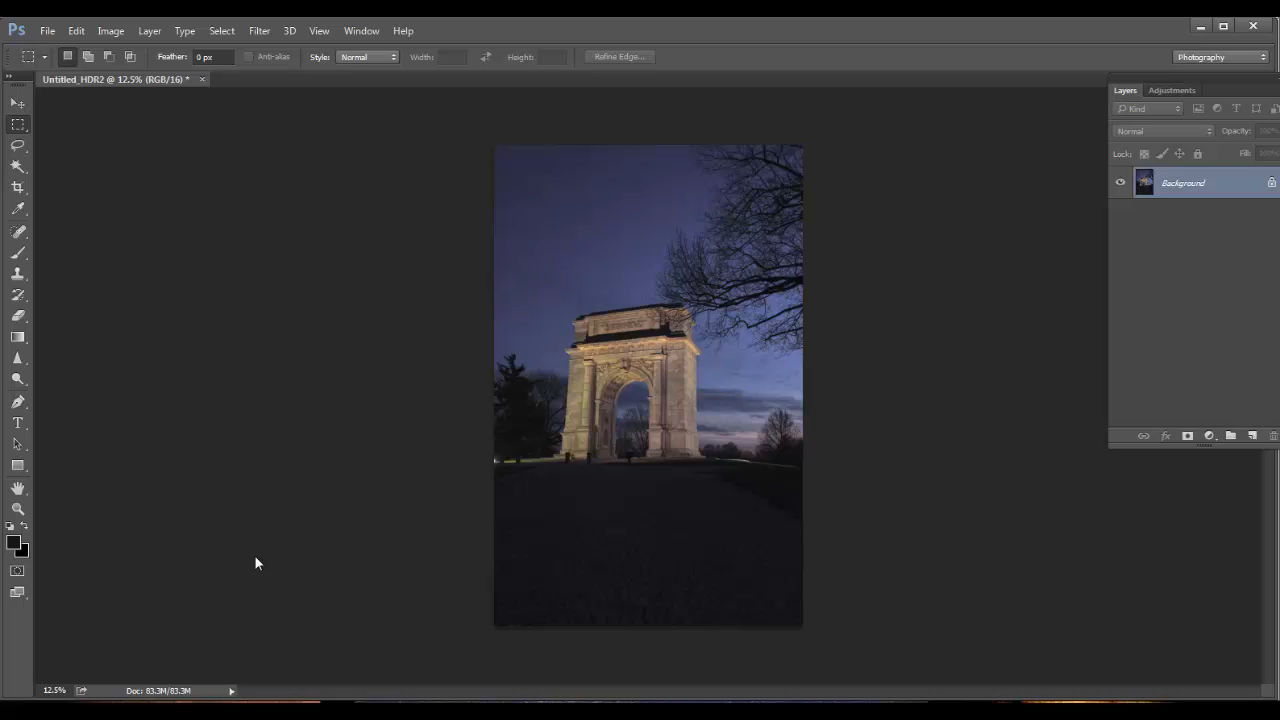 Ps File Edit Image Layer Type Select Filter 3D View Window Help
Feather: 0 px Anti-alias Style: Normal Width: Height: Refine Edge... Photography
Untitled_HDR2 @ 12.5% (RGB/16) * ×
Layers Adjustments
Kind
Normal Opacity: 100%
Lock: Fill:
Background
12.5% Doc: 83.3M/83.3M